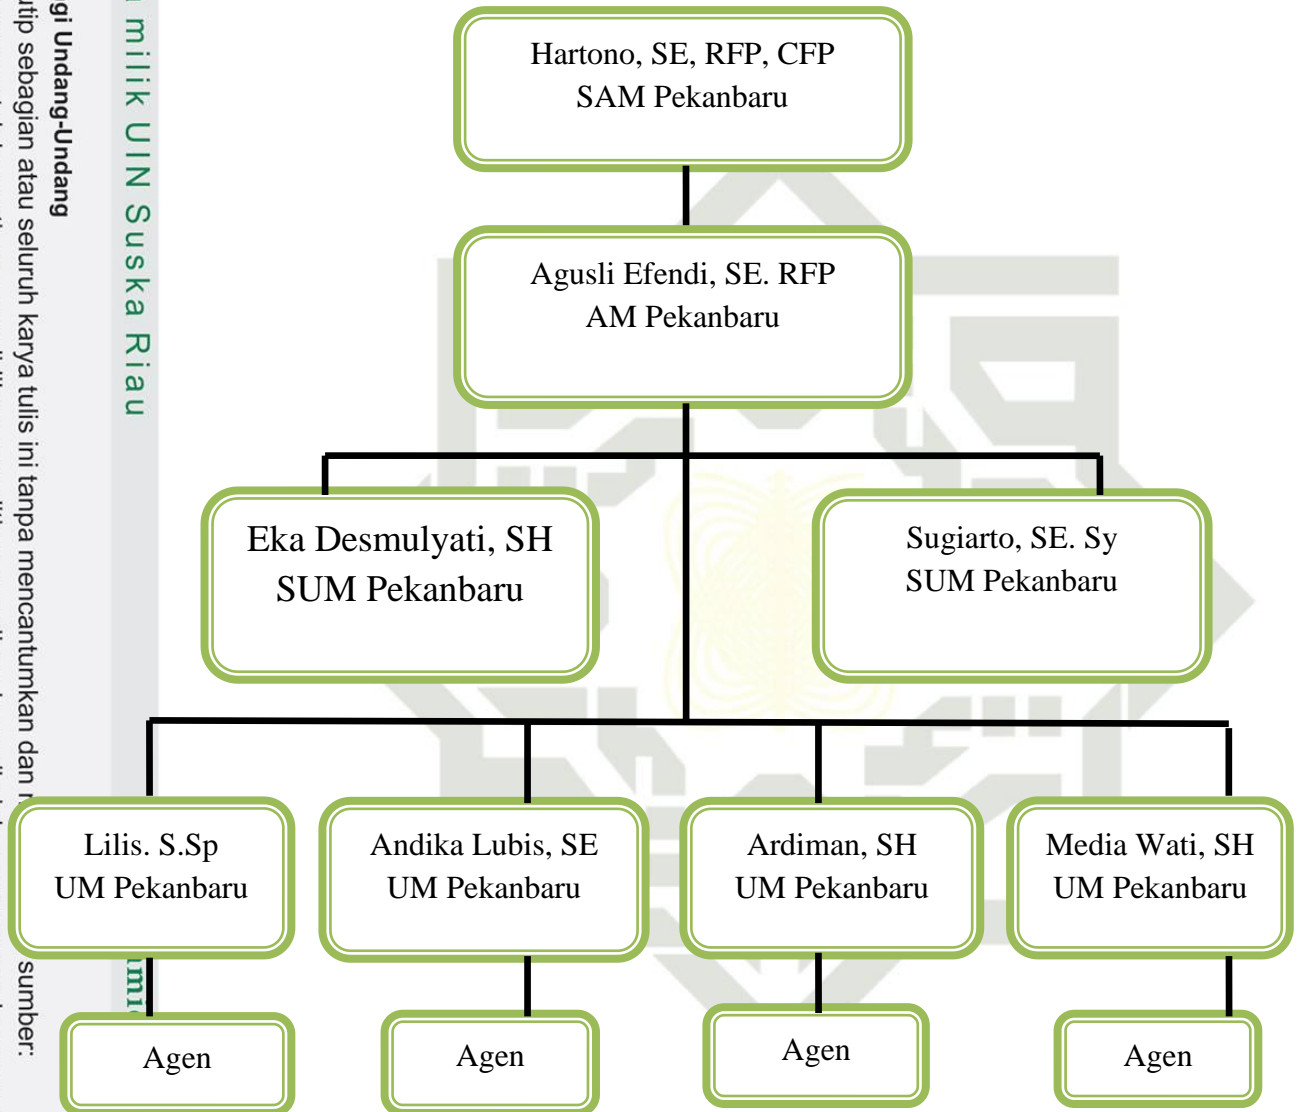 Hartono, SE, RFP, CFP
SAM Pekanbaru
Agusli Efendi, SE. RFP
AM Pekanbaru
Eka Desmulyati, SH
SUM Pekanbaru
Sugiarto, SE. Sy
SUM Pekanbaru
Lilis. S.Sp
UM Pekanbaru
Andika Lubis, SE
UM Pekanbaru
Ardiman, SH
UM Pekanbaru
Media Wati, SH
UM Pekanbaru
Agen
Agen
Agen
Agen
milik UIN Suska Riau
Undang-Undang
sebagian atau seluruh karya tulis ini tanpa mencantumkan dan
sumber: